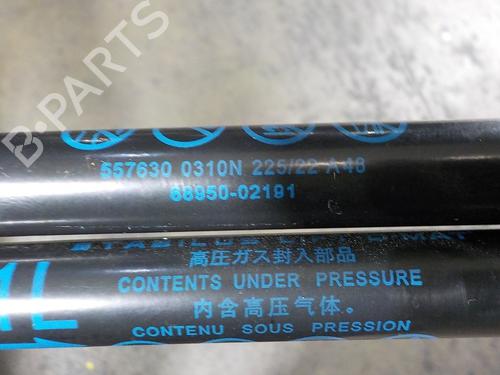 557630 0310N 225/22 A48
68950-02191
高圧ガス封入部品
CONTENTS UNDER PRESSURE
内含高压气体。
CONTENU SOUS PRESSION
B-PARTS